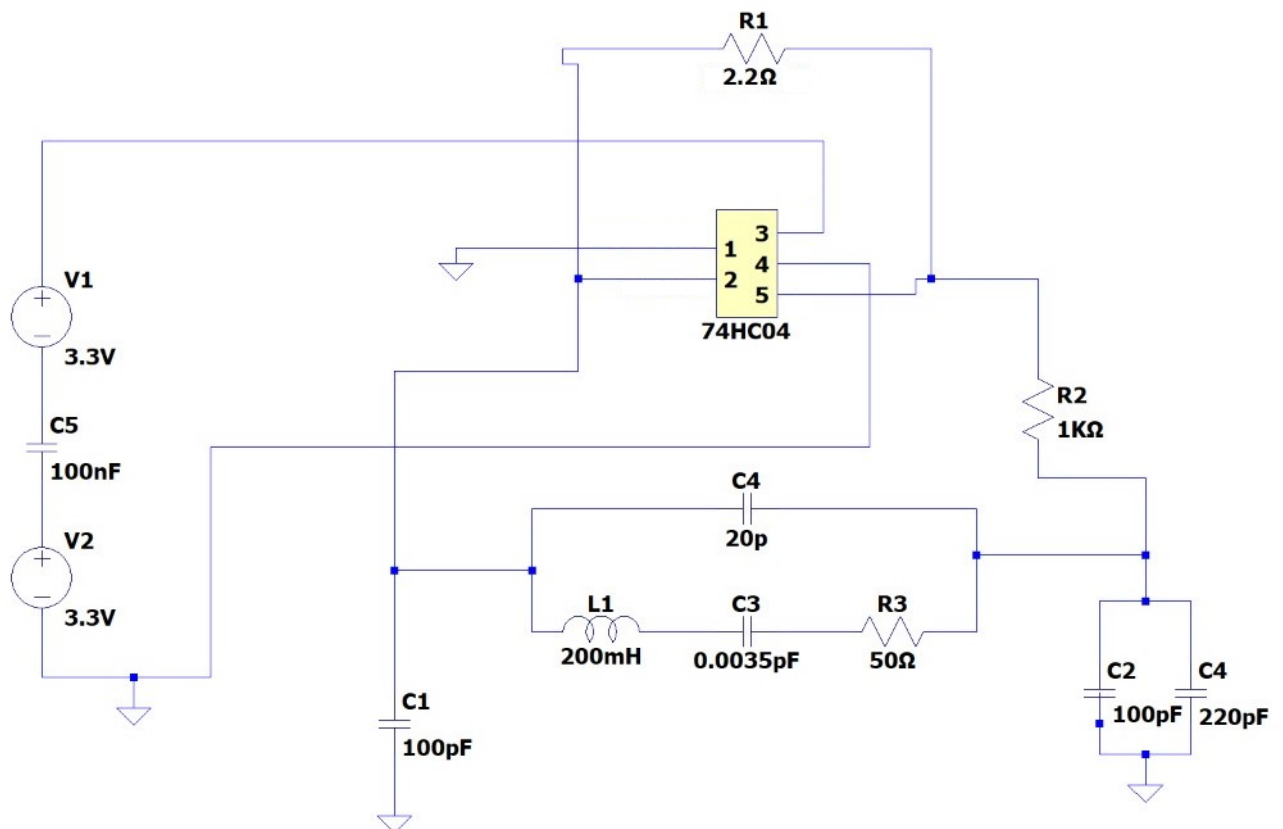 R1
2.2Ω
1
2
3
4
5
74HC04
V1
3.3V
C5
100nF
V2
3.3V
R2
1KΩ
C4
20p
L1
200mH
C3
0.0035pF
R3
50Ω
C1
100pF
C2
100pF
C4
220pF